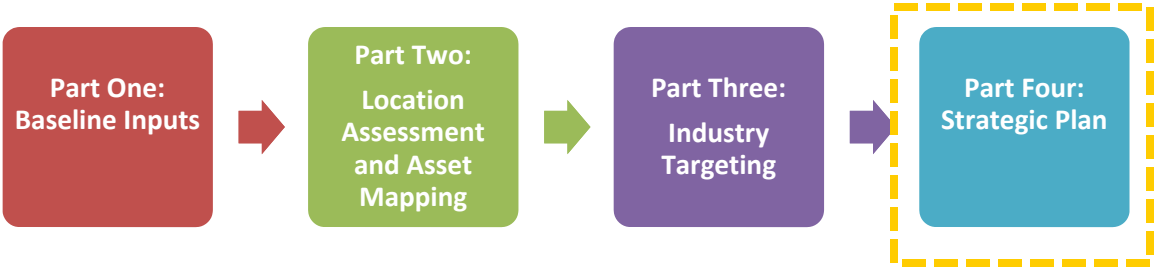 Part One:
Baseline Inputs
Part Two:
Location
Assessment
and Asset
Mapping
Part Three:
Industry
Targeting
Part Four:
Strategic Plan